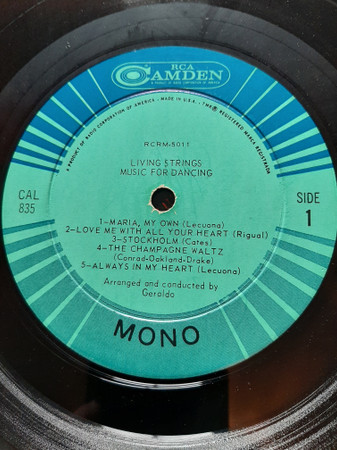 RCA
CAMDEN
A PRODUCT OF RADIO CORPORATION OF AMERICA • MADE IN U.S.A. • TMK(S) ® REGISTERED MARCA REGISTRADA
RCRM-5011
LIVING STRINGS
MUSIC FOR DANCING
CAL
835
SIDE
1
1—MARIA, MY OWN (Lecuona)
2—LOVE ME WITH ALL YOUR HEART (Rigual)
3—STOCKHOLM (Cates)
4—THE CHAMPAGNE WALTZ
(Conrad-Oakland-Drake)
5—ALWAYS IN MY HEART (Lecuona)
Arranged and conducted by
Geraldo
MONO